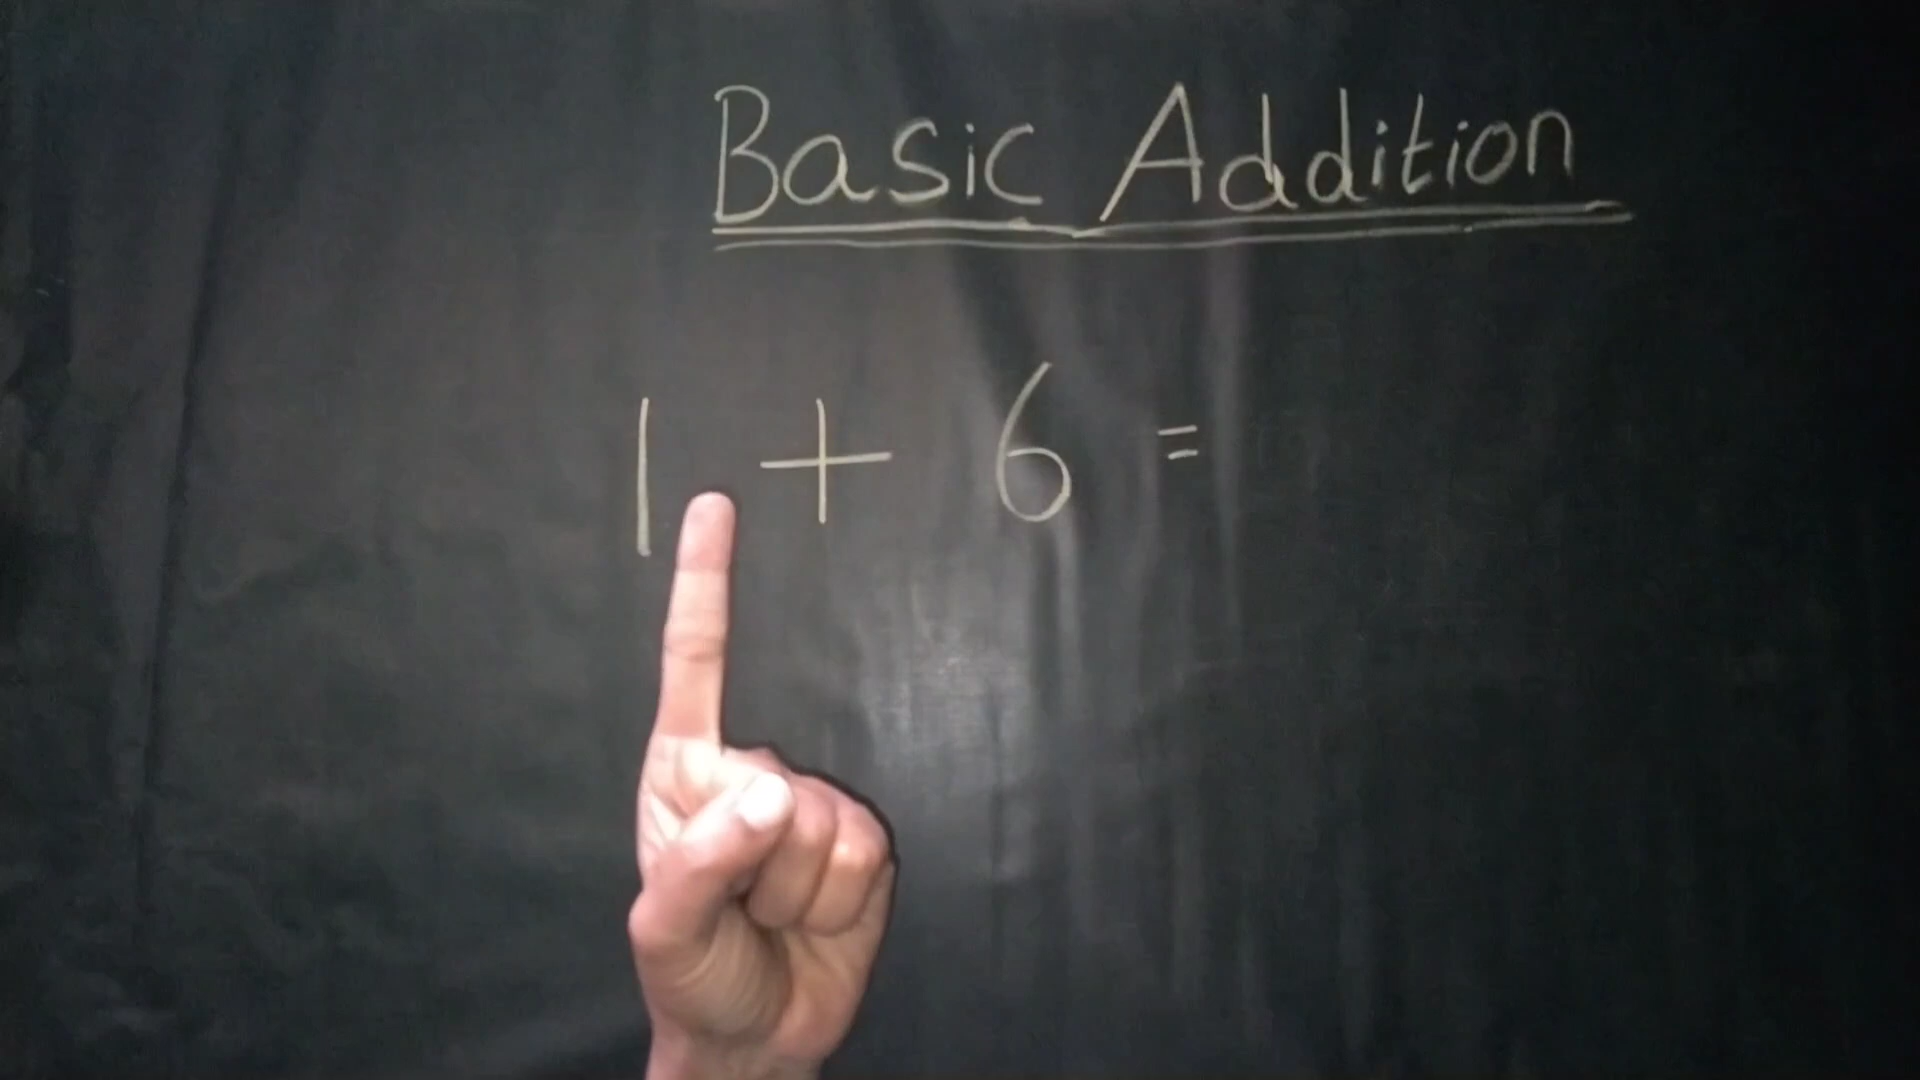 Basic Addition
1 + 6 =